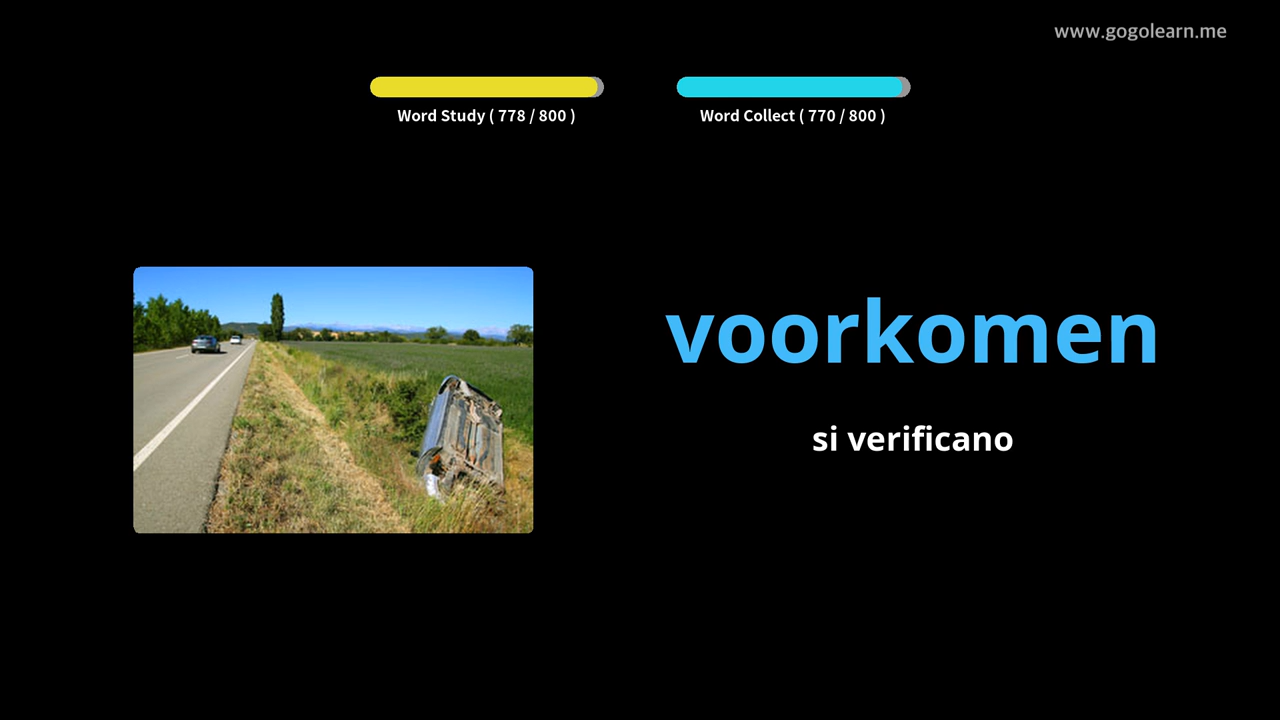 www.gogolearn.me
Word Study ( 778 / 800 )
Word Collect ( 770 / 800 )
voorkomen
si verificano